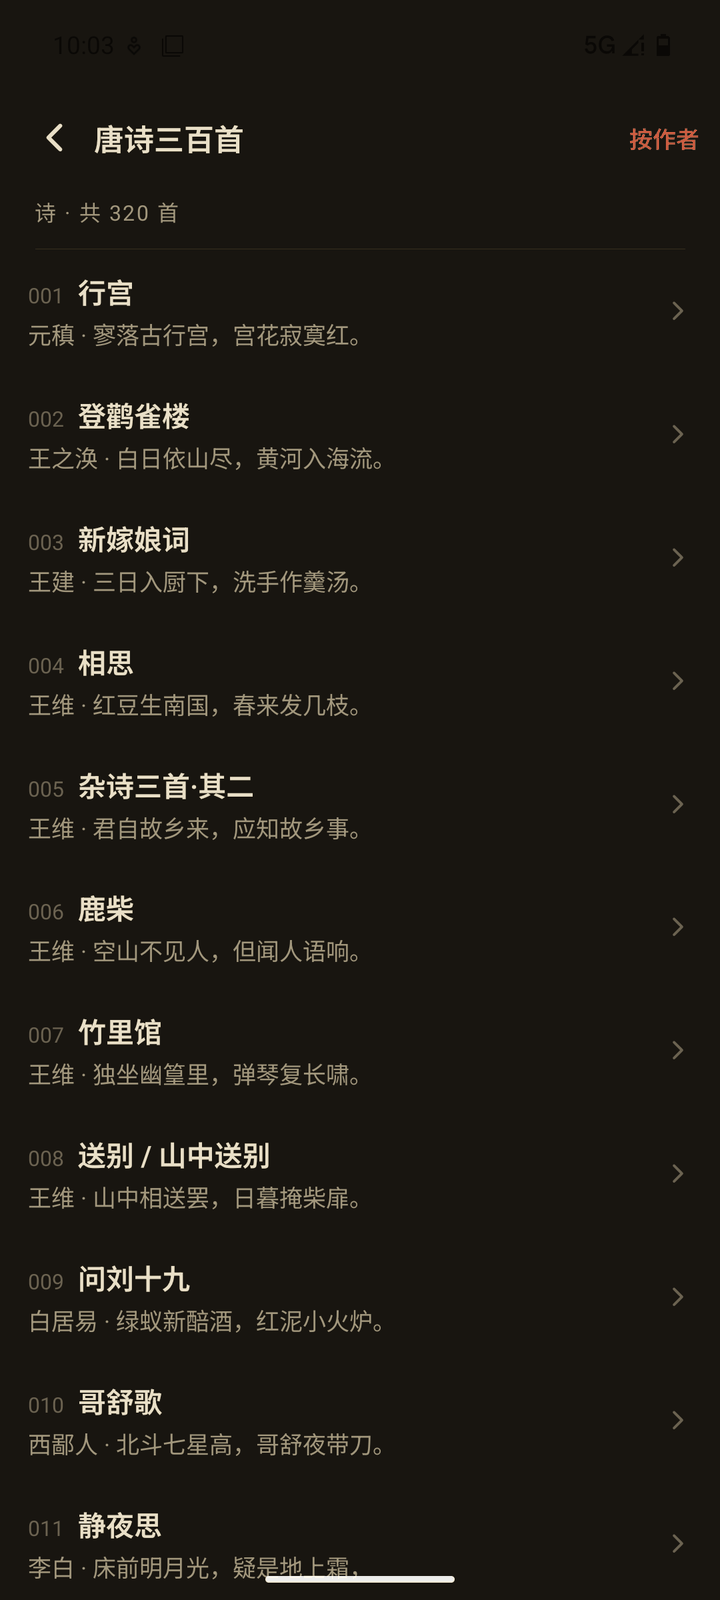 10:03 5G
唐诗三百首 按作者
诗 · 共 320 首
001 行宫
元稹 · 寥落古行宫，宫花寂寞红。
002 登鹳雀楼
王之涣 · 白日依山尽，黄河入海流。
003 新嫁娘词
王建 · 三日入厨下，洗手作羹汤。
004 相思
王维 · 红豆生南国，春来发几枝。
005 杂诗三首·其二
王维 · 君自故乡来，应知故乡事。
006 鹿柴
王维 · 空山不见人，但闻人语响。
007 竹里馆
王维 · 独坐幽篁里，弹琴复长啸。
008 送别 / 山中送别
王维 · 山中相送罢，日暮掩柴扉。
009 问刘十九
白居易 · 绿蚁新醅酒，红泥小火炉。
010 哥舒歌
西鄙人 · 北斗七星高，哥舒夜带刀。
011 静夜思
李白 · 床前明月光，疑是地上霜，